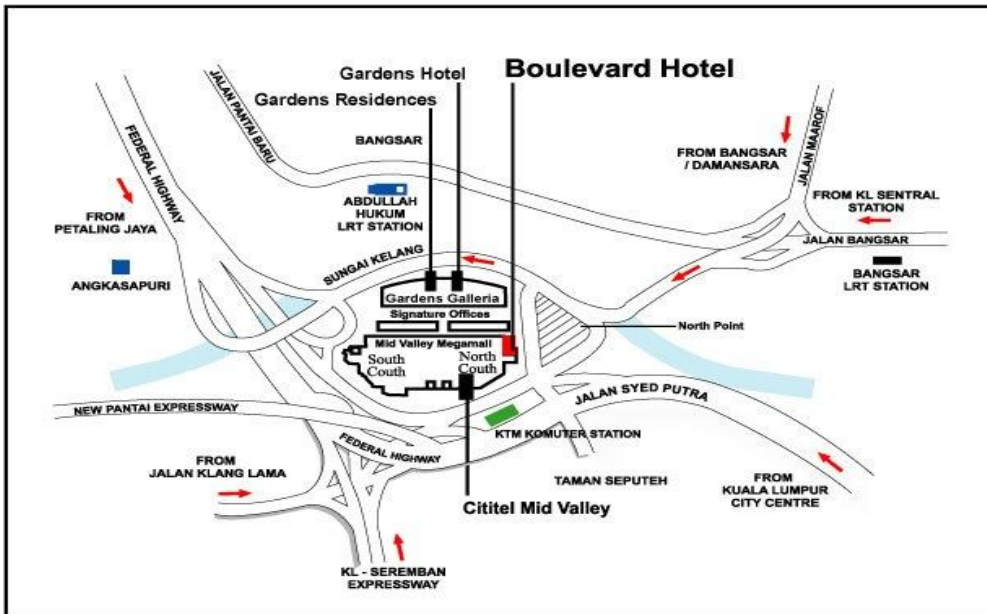 Gardens Hotel
Boulevard Hotel
Gardens Residences
JALAN PANTAI BARU
BANGSAR
FEDERAL HIGHWAY
JALAN MAAROF
FROM BANGSAR
/ DAMANSARA
FROM KL SENTRAL
STATION
FROM
PETALING JAYA
ABDULLAH
HUKUM
LRT STATION
JALAN BANGSAR
SUNGAI KELANG
ANGKASAPURI
BANGSAR
LRT STATION
Gardens Galleria
Signature Offices
North Point
Mid Valley Megamall
South
Couth
North
Couth
JALAN SYED PUTRA
NEW PANTAI EXPRESSWAY
KTM KOMUTER STATION
FEDERAL HIGHWAY
FROM
JALAN KLANG LAMA
TAMAN SEPUTEH
FROM
KUALA LUMPUR
CITY CENTRE
Cititel Mid Valley
KL - SEREMBAN
EXPRESSWAY